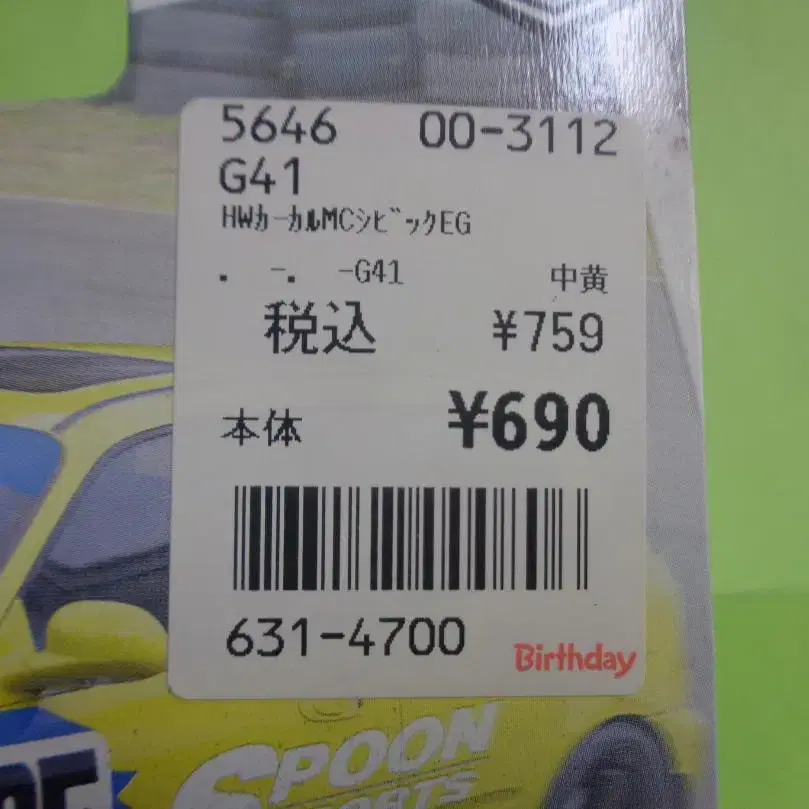 5646 00-3112
G41
HWカーカルMCシビックEG
. -. -G41 中黄
税込 ¥759
本体 ¥690
631-4700
Birthday
SPOON
SPORTS